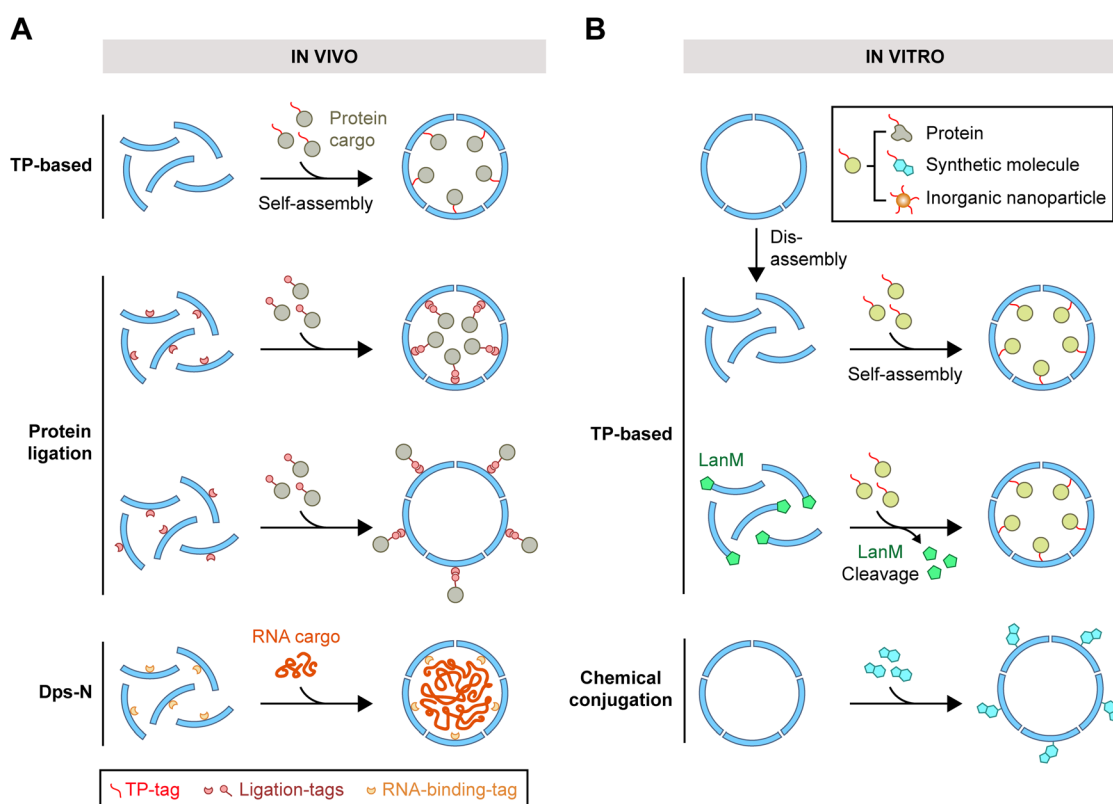 A
IN VIVO
TP-based
Protein
cargo
Self-assembly
Protein
ligation
Dps-N
RNA cargo
TP-tag
Ligation-tags
RNA-binding-tag
B
IN VITRO
Protein
Synthetic molecule
Inorganic nanoparticle
Dis-
assembly
Self-assembly
TP-based
LanM
LanM
Cleavage
Chemical
conjugation